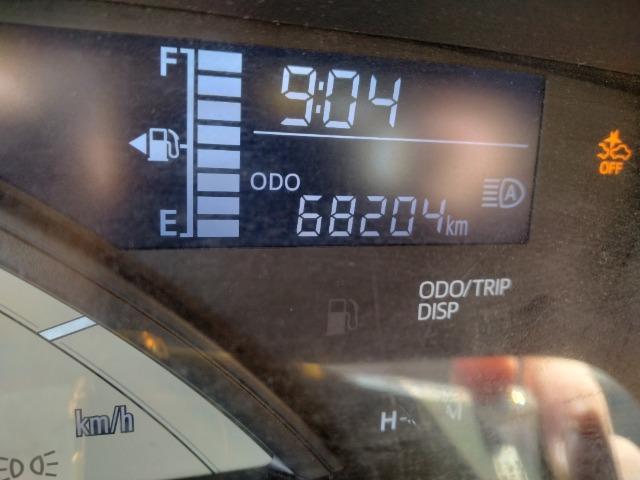 F
9:04
OFF
ODO
A
E
68204km
ODO/TRIP
DISP
km/h
H